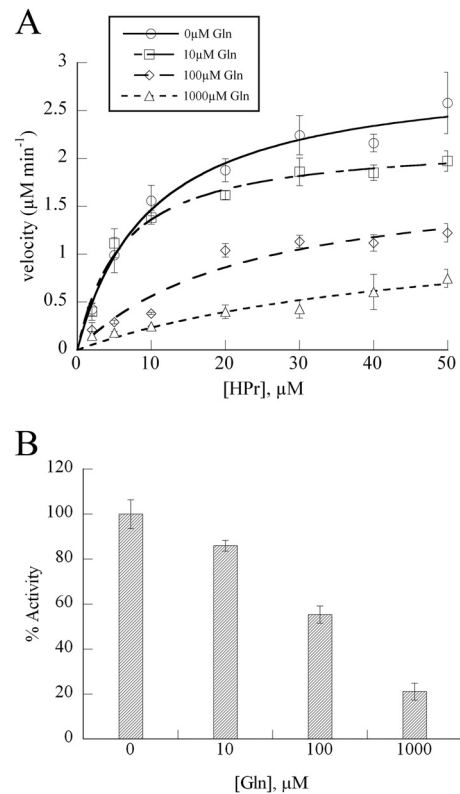 A
0μM Gln
10μM Gln
100μM Gln
1000μM Gln
3
2.5
2
1.5
1
0.5
0
velocity (μM min⁻¹)
0 10 20 30 40 50
[HPr], μM
B
120
100
80
60
40
20
0
% Activity
0 10 100 1000
[Gln], μM